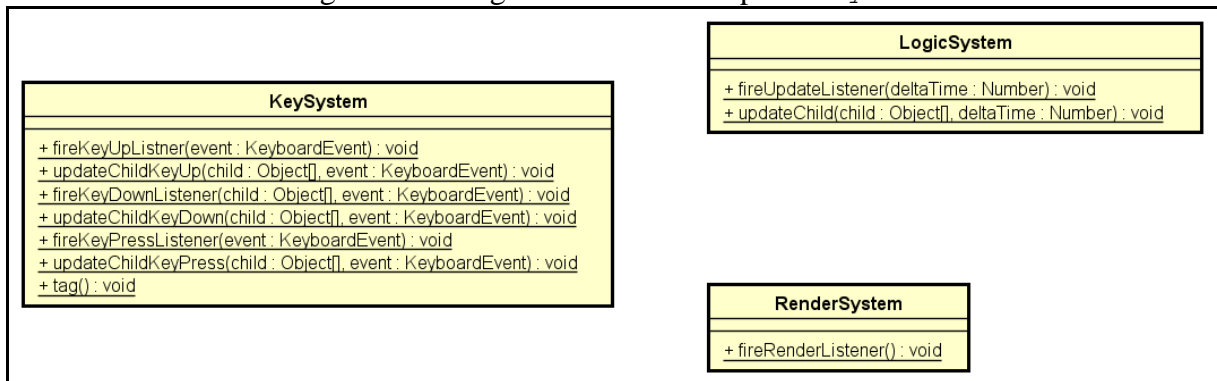 KeySystem
+ fireKeyUpListner(event : KeyboardEvent) : void
+ updateChildKeyUp(child : Object[], event : KeyboardEvent) : void
+ fireKeyDownListener(child : Object[], event : KeyboardEvent) : void
+ updateChildKeyDown(child : Object[], event : KeyboardEvent) : void
+ fireKeyPressListener(event : KeyboardEvent) : void
+ updateChildKeyPress(child : Object[], event : KeyboardEvent) : void
+ tag() : void
LogicSystem
+ fireUpdateListener(deltaTime : Number) : void
+ updateChild(child : Object[], deltaTime : Number) : void
RenderSystem
+ fireRenderListener() : void